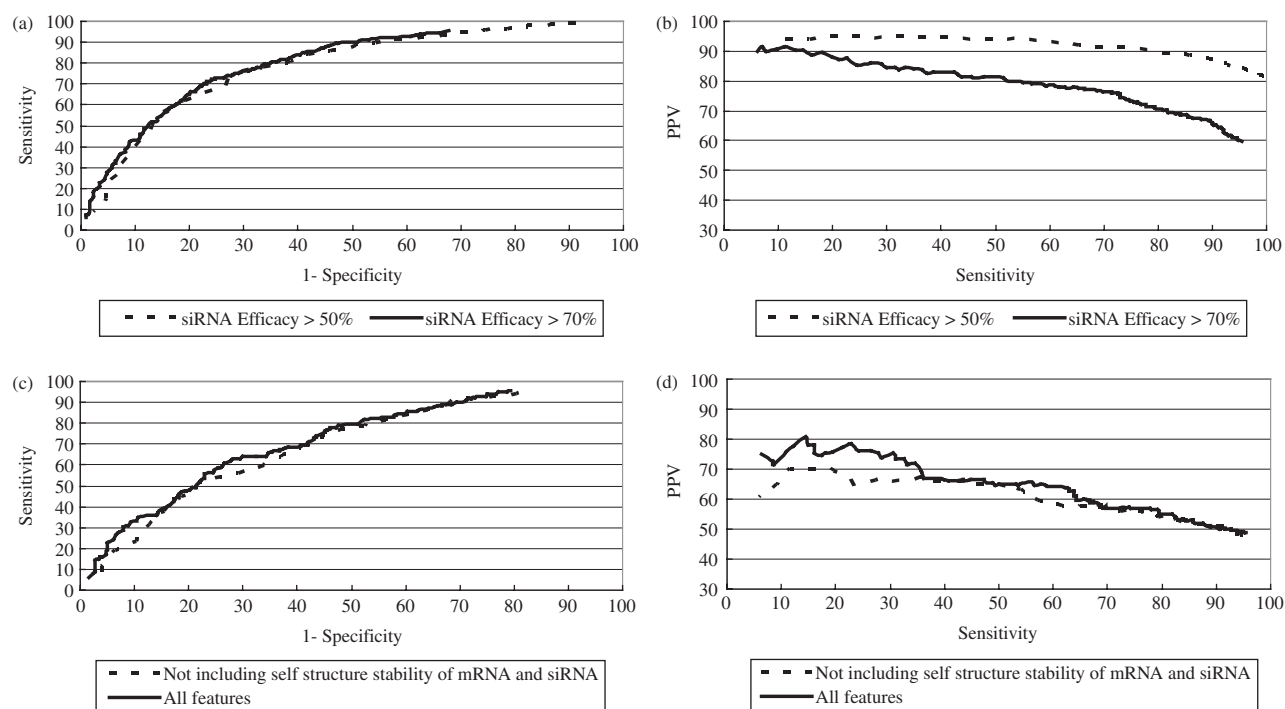 (a)
100
90
80
70
60
50
40
30
20
10
0
Sensitivity
0 10 20 30 40 50 60 70 80 90 100
1- Specificity
siRNA Efficacy > 50% siRNA Efficacy > 70%
(b)
100
90
80
70
60
50
40
30
PPV
0 10 20 30 40 50 60 70 80 90 100
Sensitivity
siRNA Efficacy > 50% siRNA Efficacy > 70%
(c)
100
90
80
70
60
50
40
30
20
10
0
Sensitivity
0 10 20 30 40 50 60 70 80 90 100
1- Specificity
Not including self structure stability of mRNA and siRNA
All features
(d)
100
90
80
70
60
50
40
30
PPV
0 10 20 30 40 50 60 70 80 90 100
Sensitivity
Not including self structure stability of mRNA and siRNA
All features